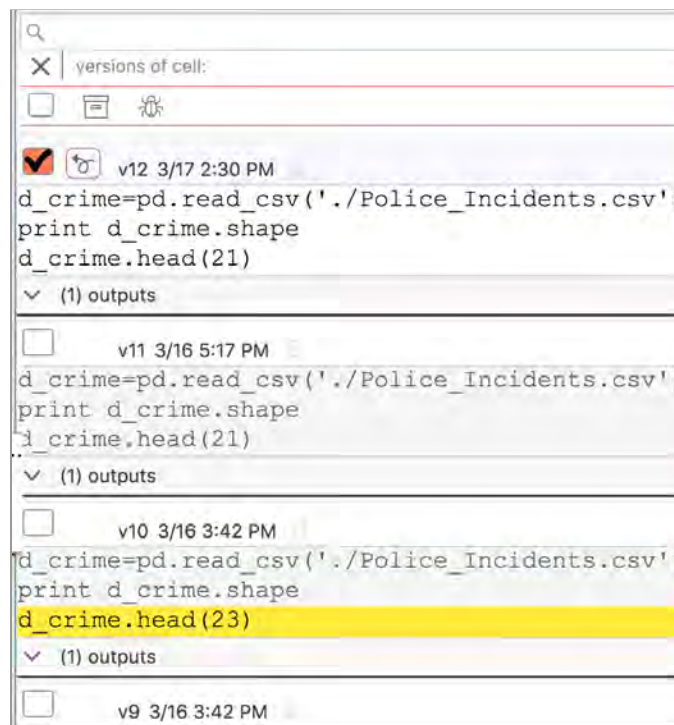 versions of cell:
v12 3/17 2:30 PM
d_crime=pd.read_csv('./Police_Incidents.csv'
print d_crime.shape
d_crime.head(21)
(1) outputs
v11 3/16 5:17 PM
d_crime=pd.read_csv('./Police_Incidents.csv'
print d_crime.shape
d_crime.head(21)
(1) outputs
v10 3/16 3:42 PM
d_crime=pd.read_csv('./Police_Incidents.csv'
print d_crime.shape
d_crime.head(23)
(1) outputs
v9 3/16 3:42 PM